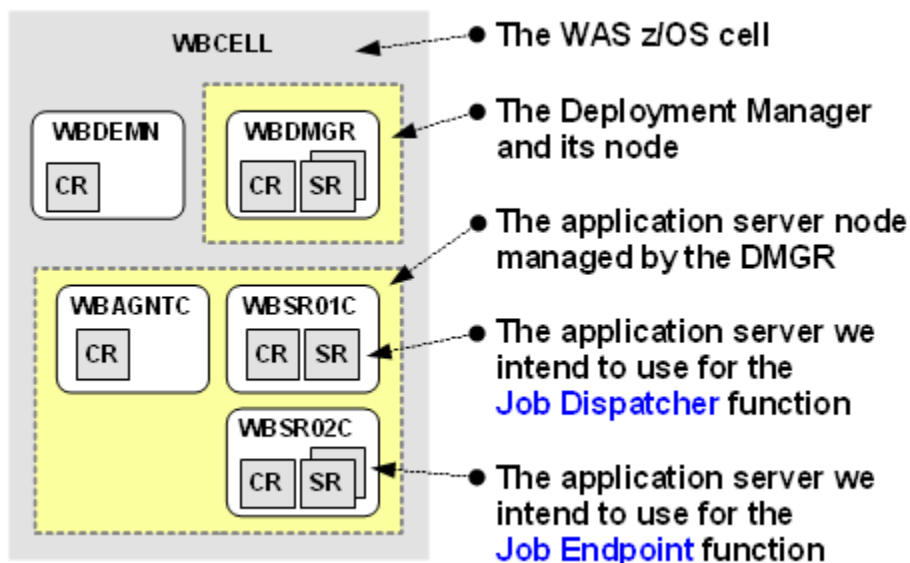 WBCELL
The WAS z/OS cell
WBDEMN
CR
WBDMGR
CR SR
The Deployment Manager
and its node
The application server node
managed by the DMGR
WBAGNTC
CR
WBSR01C
CR SR
The application server we
intend to use for the
Job Dispatcher function
WBSR02C
CR SR
The application server we
intend to use for the
Job Endpoint function